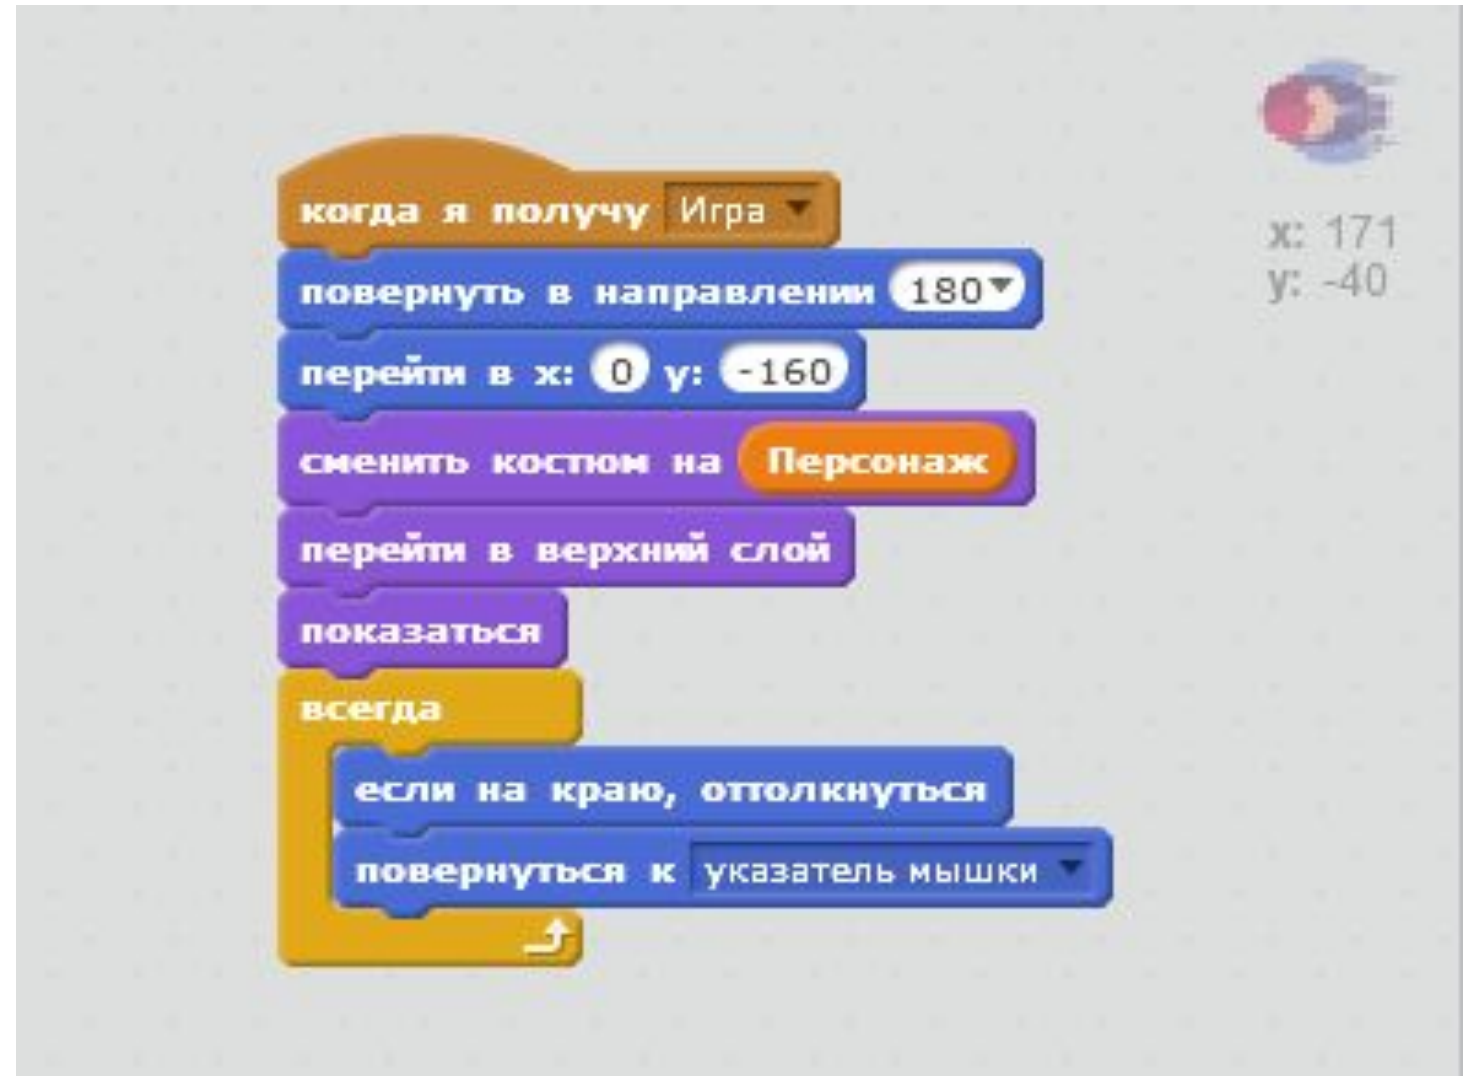 когда я получу Игра
x: 171
y: -40
повернуть в направлении 180
перейти в x: 0 y: -160
сменить костюм на Персонаж
перейти в верхний слой
показаться
всегда
если на краю, оттолкнуться
повернуться к указатель мышки